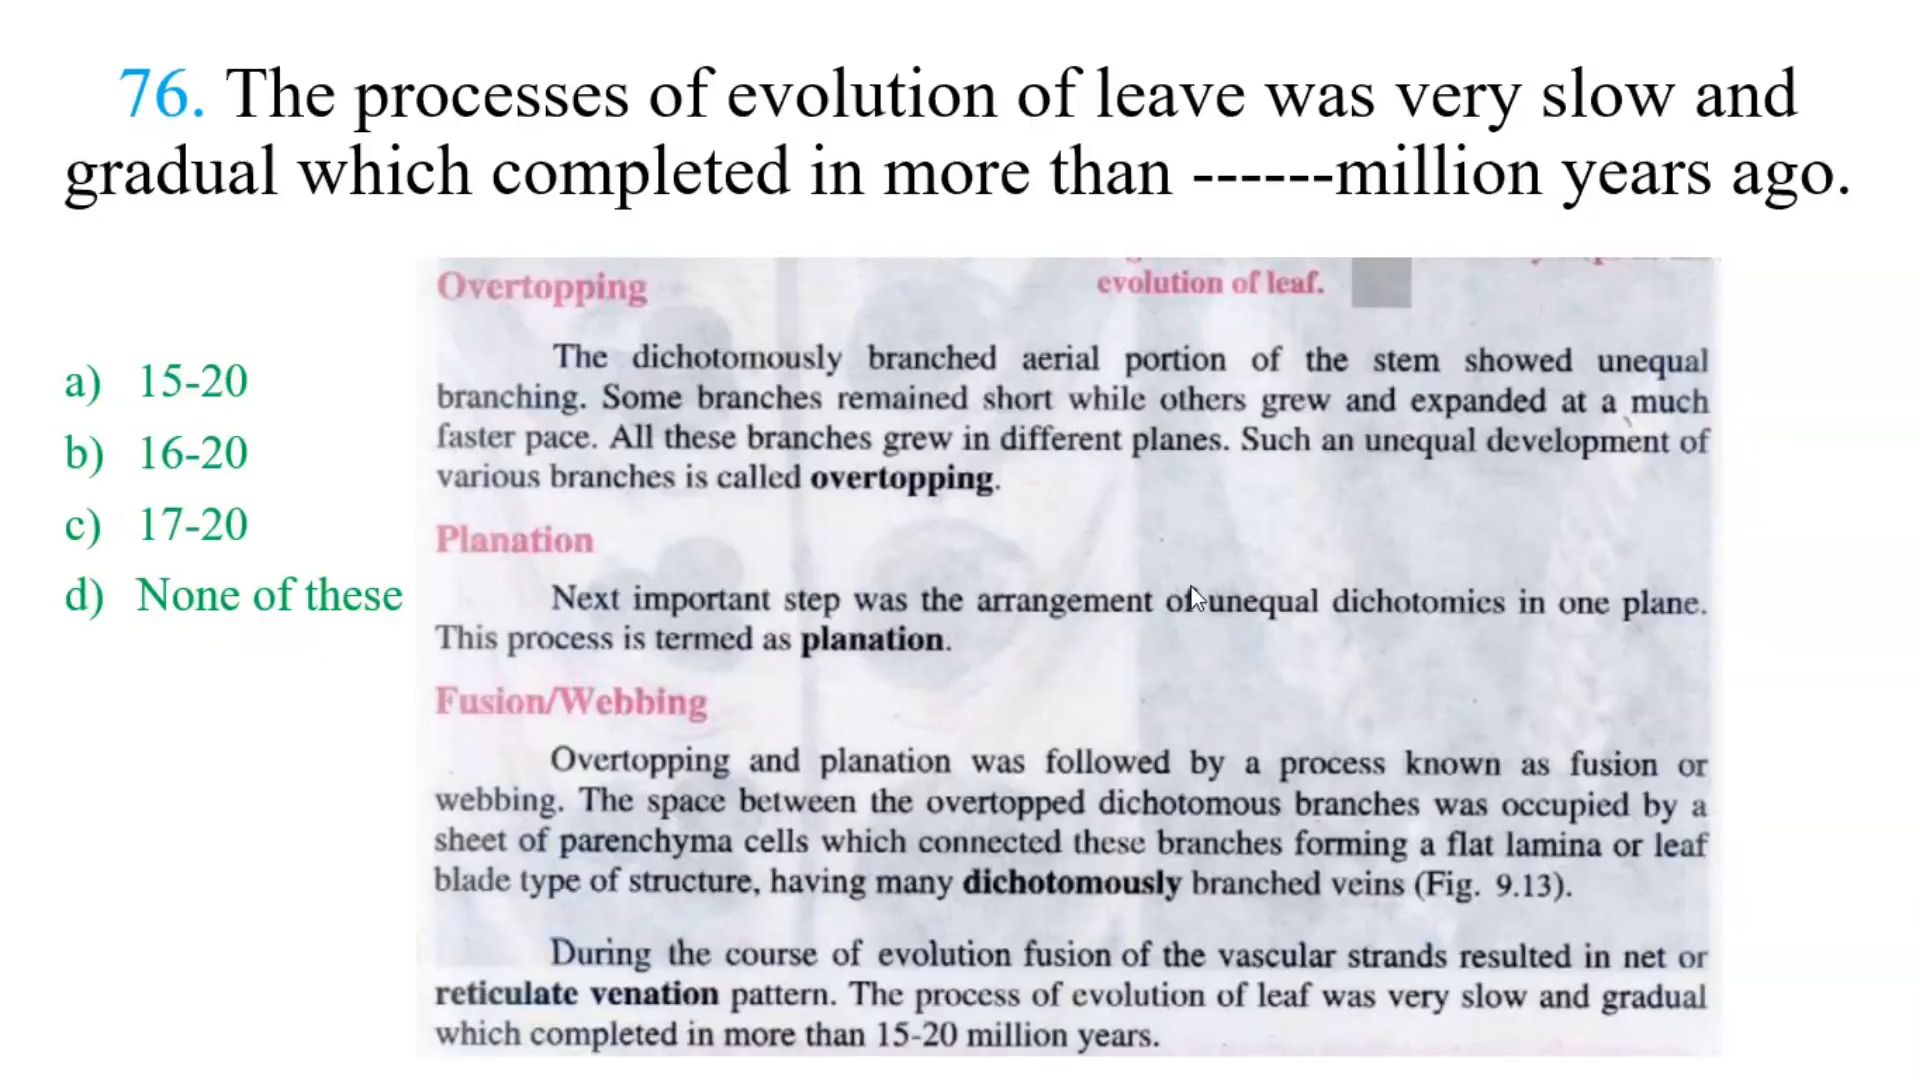 76. The processes of evolution of leave was very slow and
gradual which completed in more than ------million years ago.
a) 15-20
b) 16-20
c) 17-20
d) None of these
Overtopping
evolution of leaf.
The dichotomously branched aerial portion of the stem showed unequal
branching. Some branches remained short while others grew and expanded at a much
faster pace. All these branches grew in different planes. Such an unequal development of
various branches is called overtopping.
Planation
Next important step was the arrangement of unequal dichotomies in one plane.
This process is termed as planation.
Fusion/Webbing
Overtopping and planation was followed by a process known as fusion or
webbing. The space between the overtopped dichotomous branches was occupied by a
sheet of parenchyma cells which connected these branches forming a flat lamina or leaf
blade type of structure, having many dichotomously branched veins (Fig. 9.13).
During the course of evolution fusion of the vascular strands resulted in net or
reticulate venation pattern. The process of evolution of leaf was very slow and gradual
which completed in more than 15-20 million years.